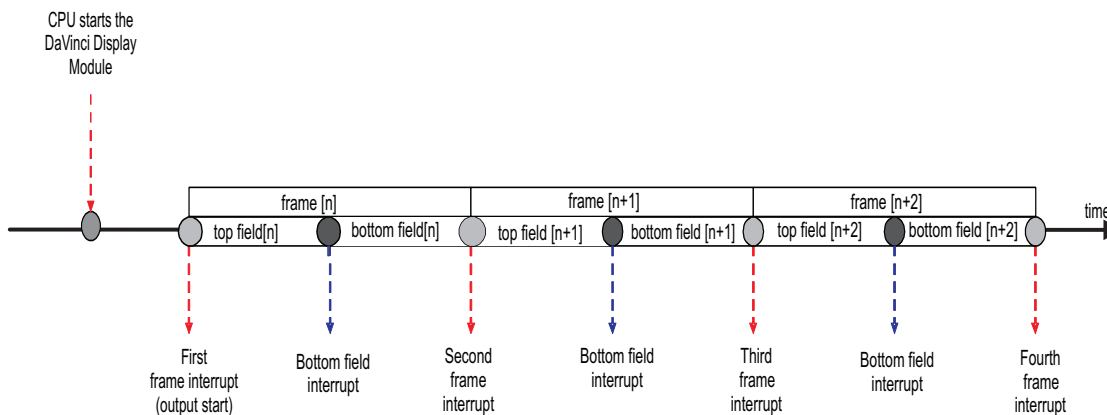 CPU starts the
DaVinci Display
Module
frame [n]
frame [n+1]
frame [n+2]
time
top field[n]
bottom field[n]
top field [n+1]
bottom field [n+1]
top field [n+2]
bottom field [n+2]
First
frame interrupt
(output start)
Bottom field
interrupt
Second
frame
interrupt
Bottom field
interrupt
Third
frame
interrupt
Bottom field
interrupt
Fourth
frame
interrupt